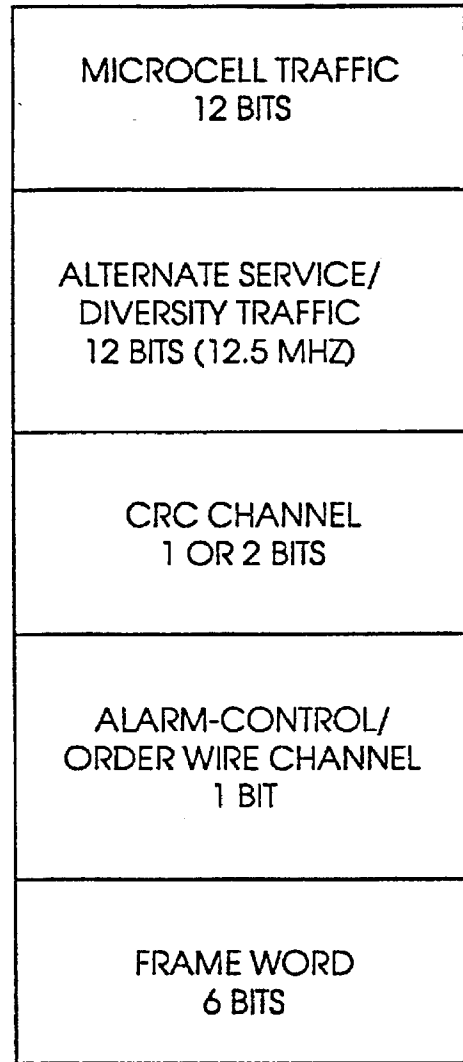 MICROCELL TRAFFIC
12 BITS
ALTERNATE SERVICE/
DIVERSITY TRAFFIC
12 BITS (12.5 MHZ)
CRC CHANNEL
1 OR 2 BITS
ALARM-CONTROL/
ORDER WIRE CHANNEL
1 BIT
FRAME WORD
6 BITS